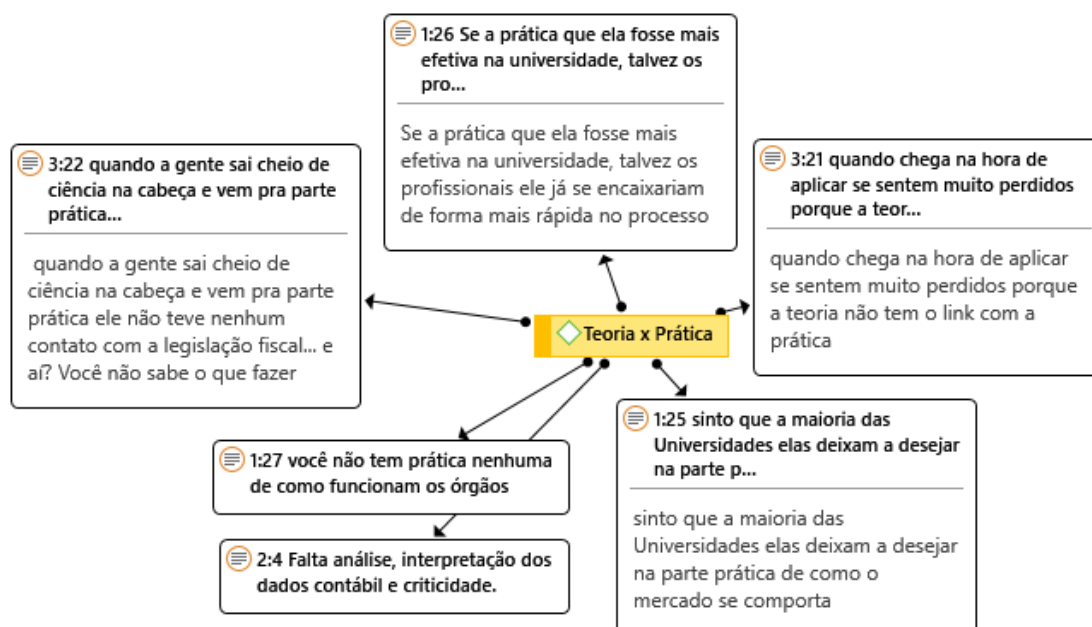 1:26 Se a prática que ela fosse mais
efetiva na universidade, talvez os
pro...
Se a prática que ela fosse mais
efetiva na universidade, talvez os
profissionais ele já se encaixariam
de forma mais rápida no processo
3:22 quando a gente sai cheio de
ciência na cabeça e vem pra parte
prática...
quando a gente sai cheio de
ciência na cabeça e vem pra parte
prática ele não teve nenhum
contato com a legislação fiscal... e
aí? Você não sabe o que fazer
3:21 quando chega na hora de
aplicar se sentem muito perdidos
porque a teor...
quando chega na hora de aplicar
se sentem muito perdidos porque
a teoria não tem o link com a
prática
Teoria x Prática
1:27 você não tem prática nenhuma
de como funcionam os órgãos
2:4 Falta análise, interpretação dos
dados contábil e criticidade.
1:25 sinto que a maioria das
Universidades elas deixam a desejar
na parte p...
sinto que a maioria das
Universidades elas deixam a desejar
na parte prática de como o
mercado se comporta